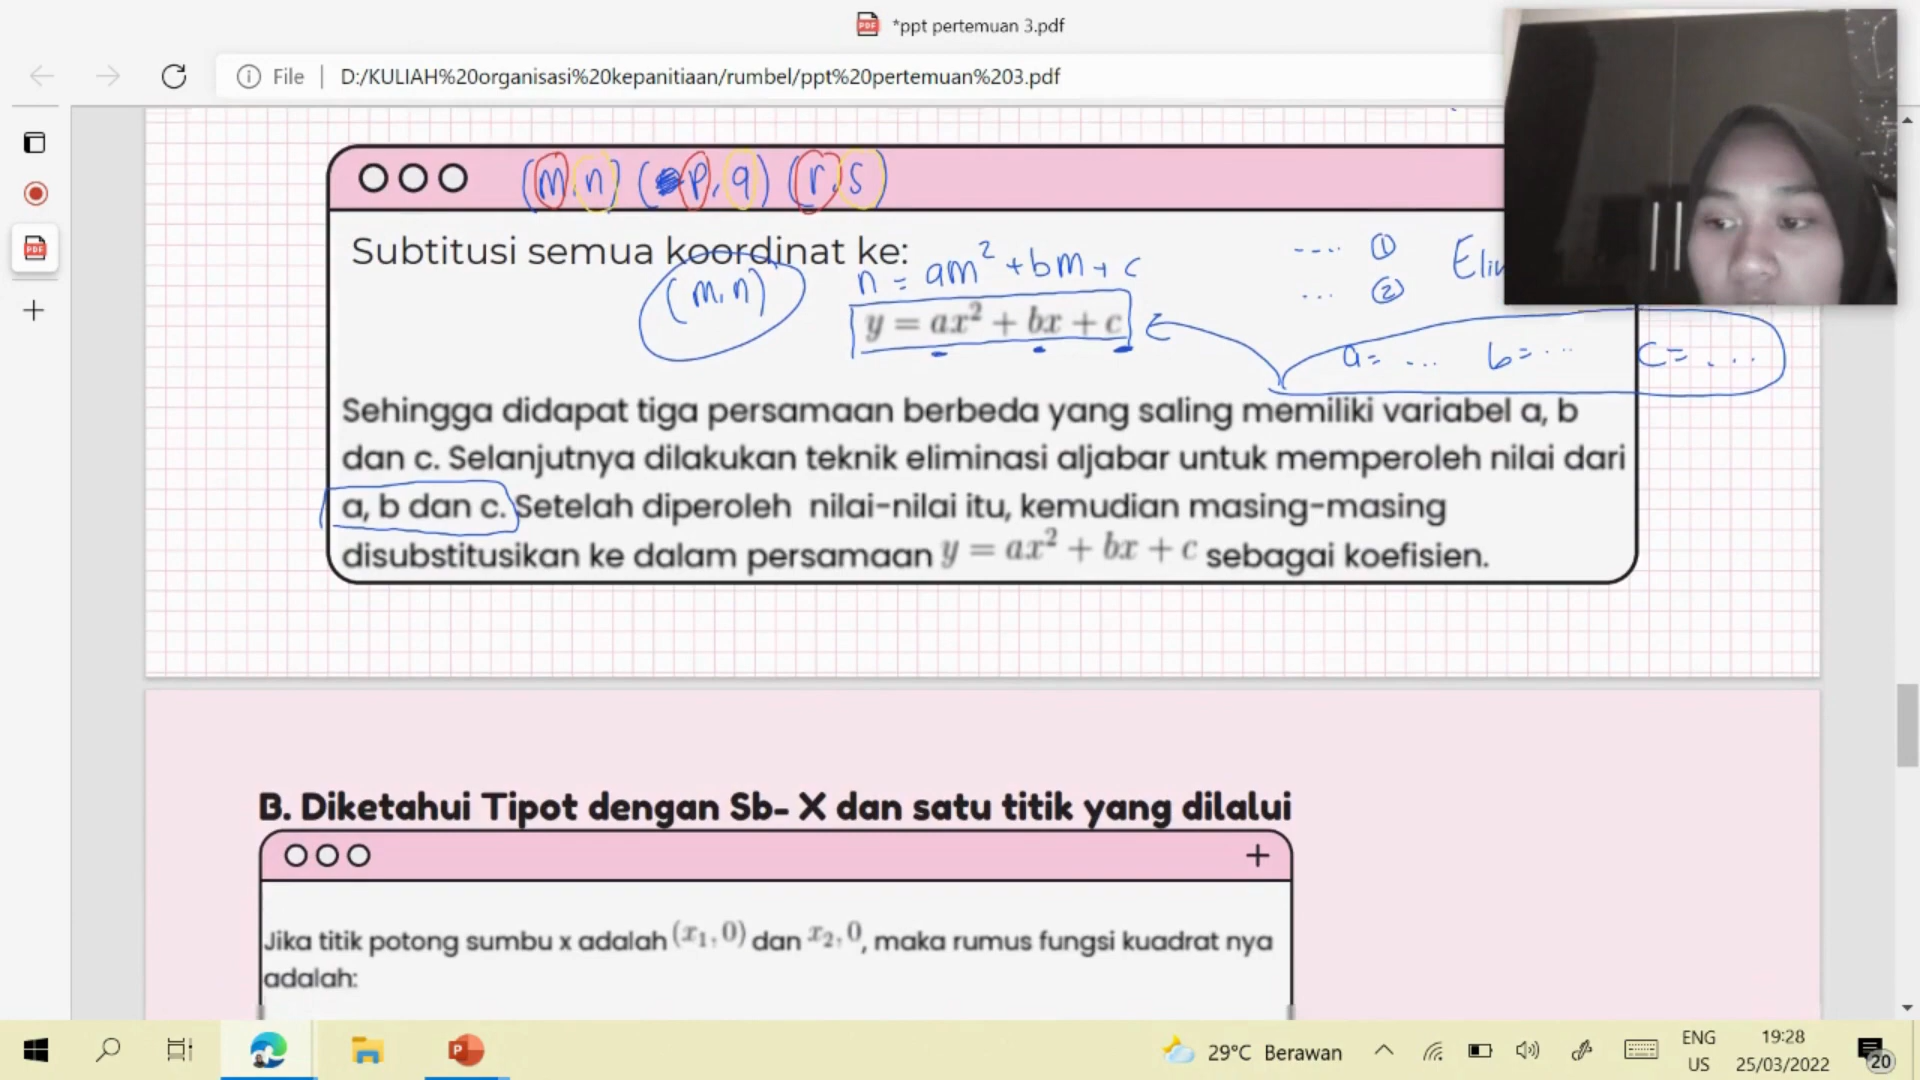 *ppt pertemuan 3.pdf
File | D:/KULIAH%20organisasi%20kepanitiaan/rumbel/ppt%20pertemuan%203.pdf
(m, n) (p, q) (r, s)
Subtitusi semua koordinat ke:
(m, n)
n = am² + bm + c
y = ax² + bx + c
.... ①
... ②
a = ... b = ... c = ...
Sehingga didapat tiga persamaan berbeda yang saling memiliki variabel a, b
dan c. Selanjutnya dilakukan teknik eliminasi aljabar untuk memperoleh nilai dari
a, b dan c. Setelah diperoleh nilai-nilai itu, kemudian masing-masing
disubstitusikan ke dalam persamaan y = ax² + bx + c sebagai koefisien.
B. Diketahui Tipot dengan Sb- X dan satu titik yang dilalui
Jika titik potong sumbu x adalah (x₁, 0) dan x₂, 0, maka rumus fungsi kuadrat nya
adalah:
29°C Berawan
ENG
US
19:28
25/03/2022
20